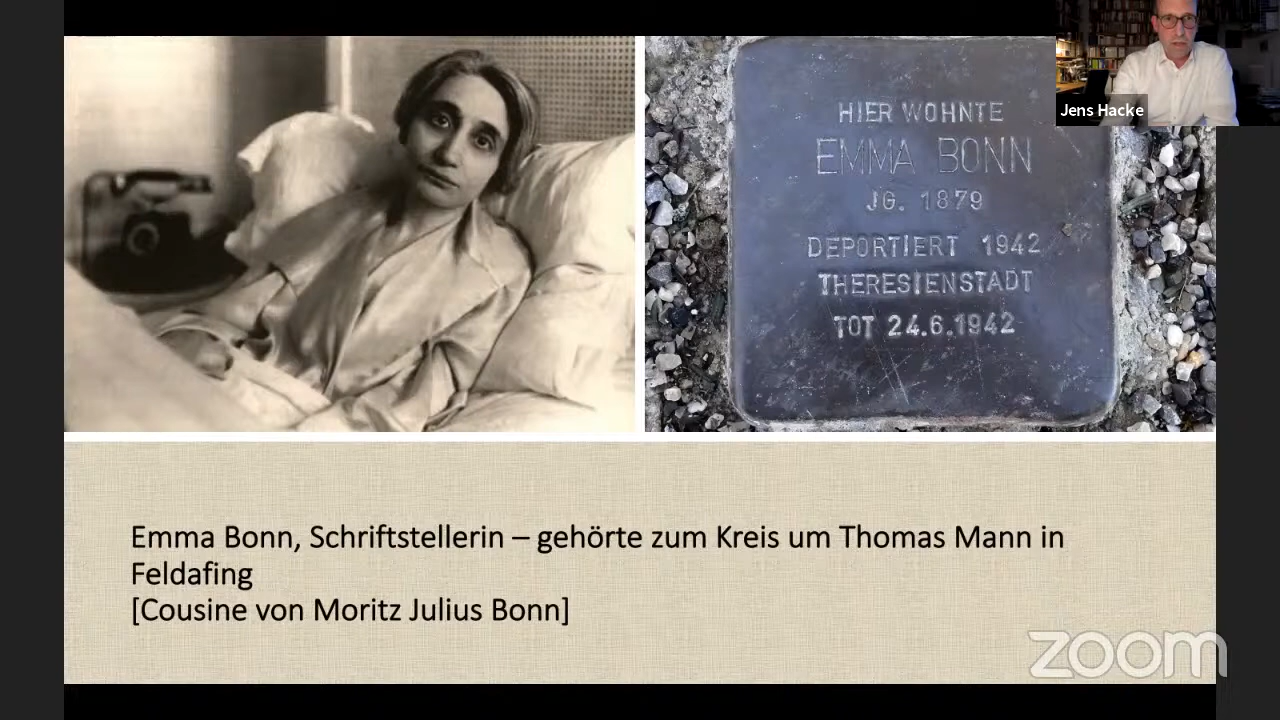 HIER WOHNTE
EMMA BONN
JG. 1879
DEPORTIERT 1942
THERESIENSTADT
TOT 24.6.1942
Jens Hacke
Emma Bonn, Schriftstellerin – gehörte zum Kreis um Thomas Mann in
Feldafing
[Cousine von Moritz Julius Bonn]
zoom